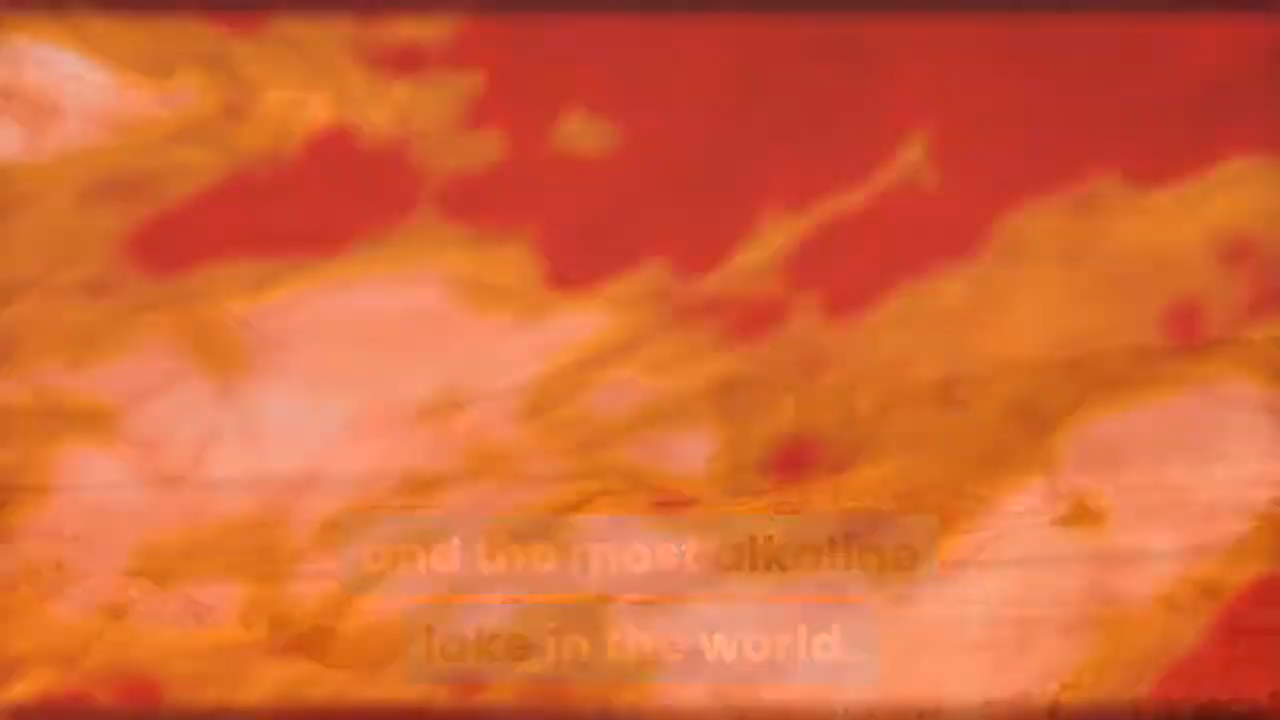 and the most alkaline
lake in the world.